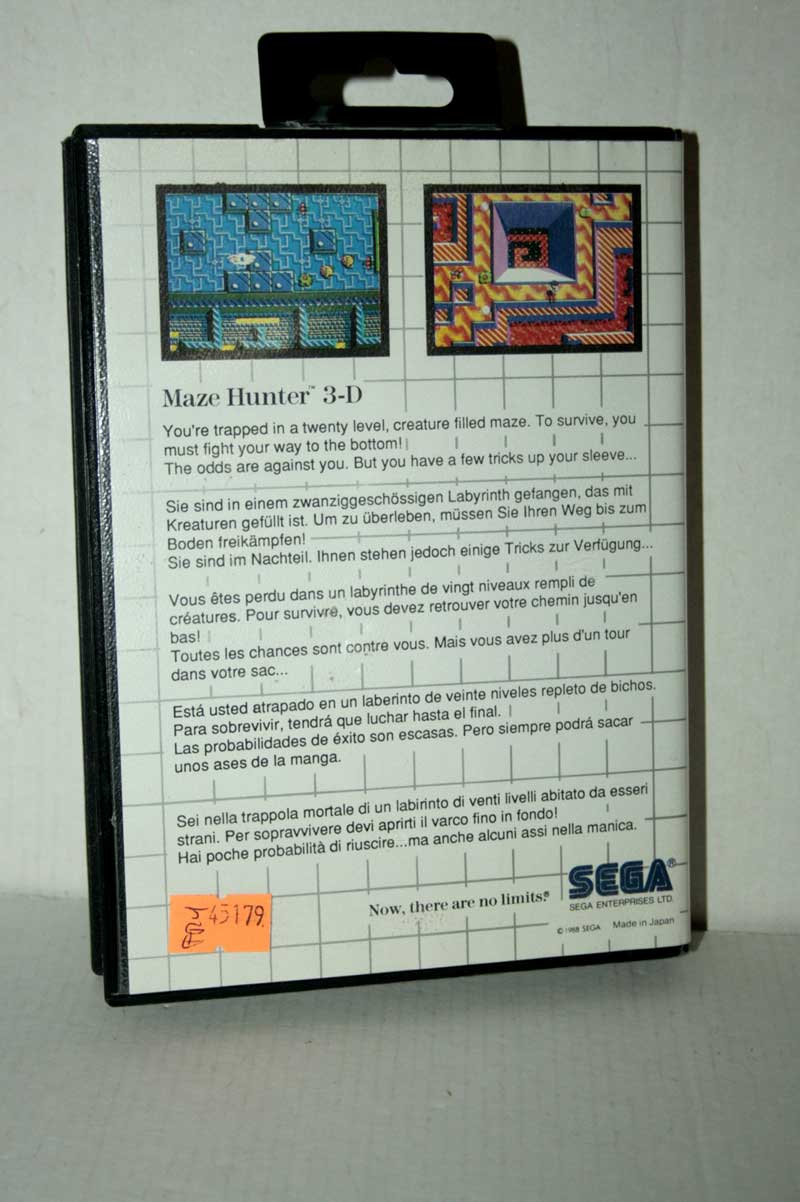 Maze Hunter™ 3-D
You're trapped in a twenty level, creature filled maze. To survive, you
must fight your way to the bottom!
The odds are against you. But you have a few tricks up your sleeve...
Sie sind in einem zwanziggeschössigen Labyrinth gefangen, das mit
Kreaturen gefüllt ist. Um zu überleben, müssen Sie Ihren Weg bis zum
Boden freikämpfen!
Sie sind im Nachteil. Ihnen stehen jedoch einige Tricks zur Verfügung...
Vous êtes perdu dans un labyrinthe de vingt niveaux rempli de
créatures. Pour survivre, vous devez retrouver votre chemin jusqu'en
bas!
Toutes les chances sont contre vous. Mais vous avez plus d'un tour
dans votre sac...
Está usted atrapado en un laberinto de veinte niveles repleto de bichos.
Para sobrevivir, tendrá que luchar hasta el final.
Las probabilidades de éxito son escasas. Pero siempre podrá sacar
unos ases de la manga.
Sei nella trappola mortale di un labirinto di venti livelli abitato da esseri
strani. Per sopravvivere devi aprirti il varco fino in fondo!
Hai poche probabilità di riuscire...ma anche alcuni assi nella manica.
Now, there are no limits.®
SEGA®
SEGA ENTERPRISES LTD.
© 1988 SEGA Made in Japan
45179